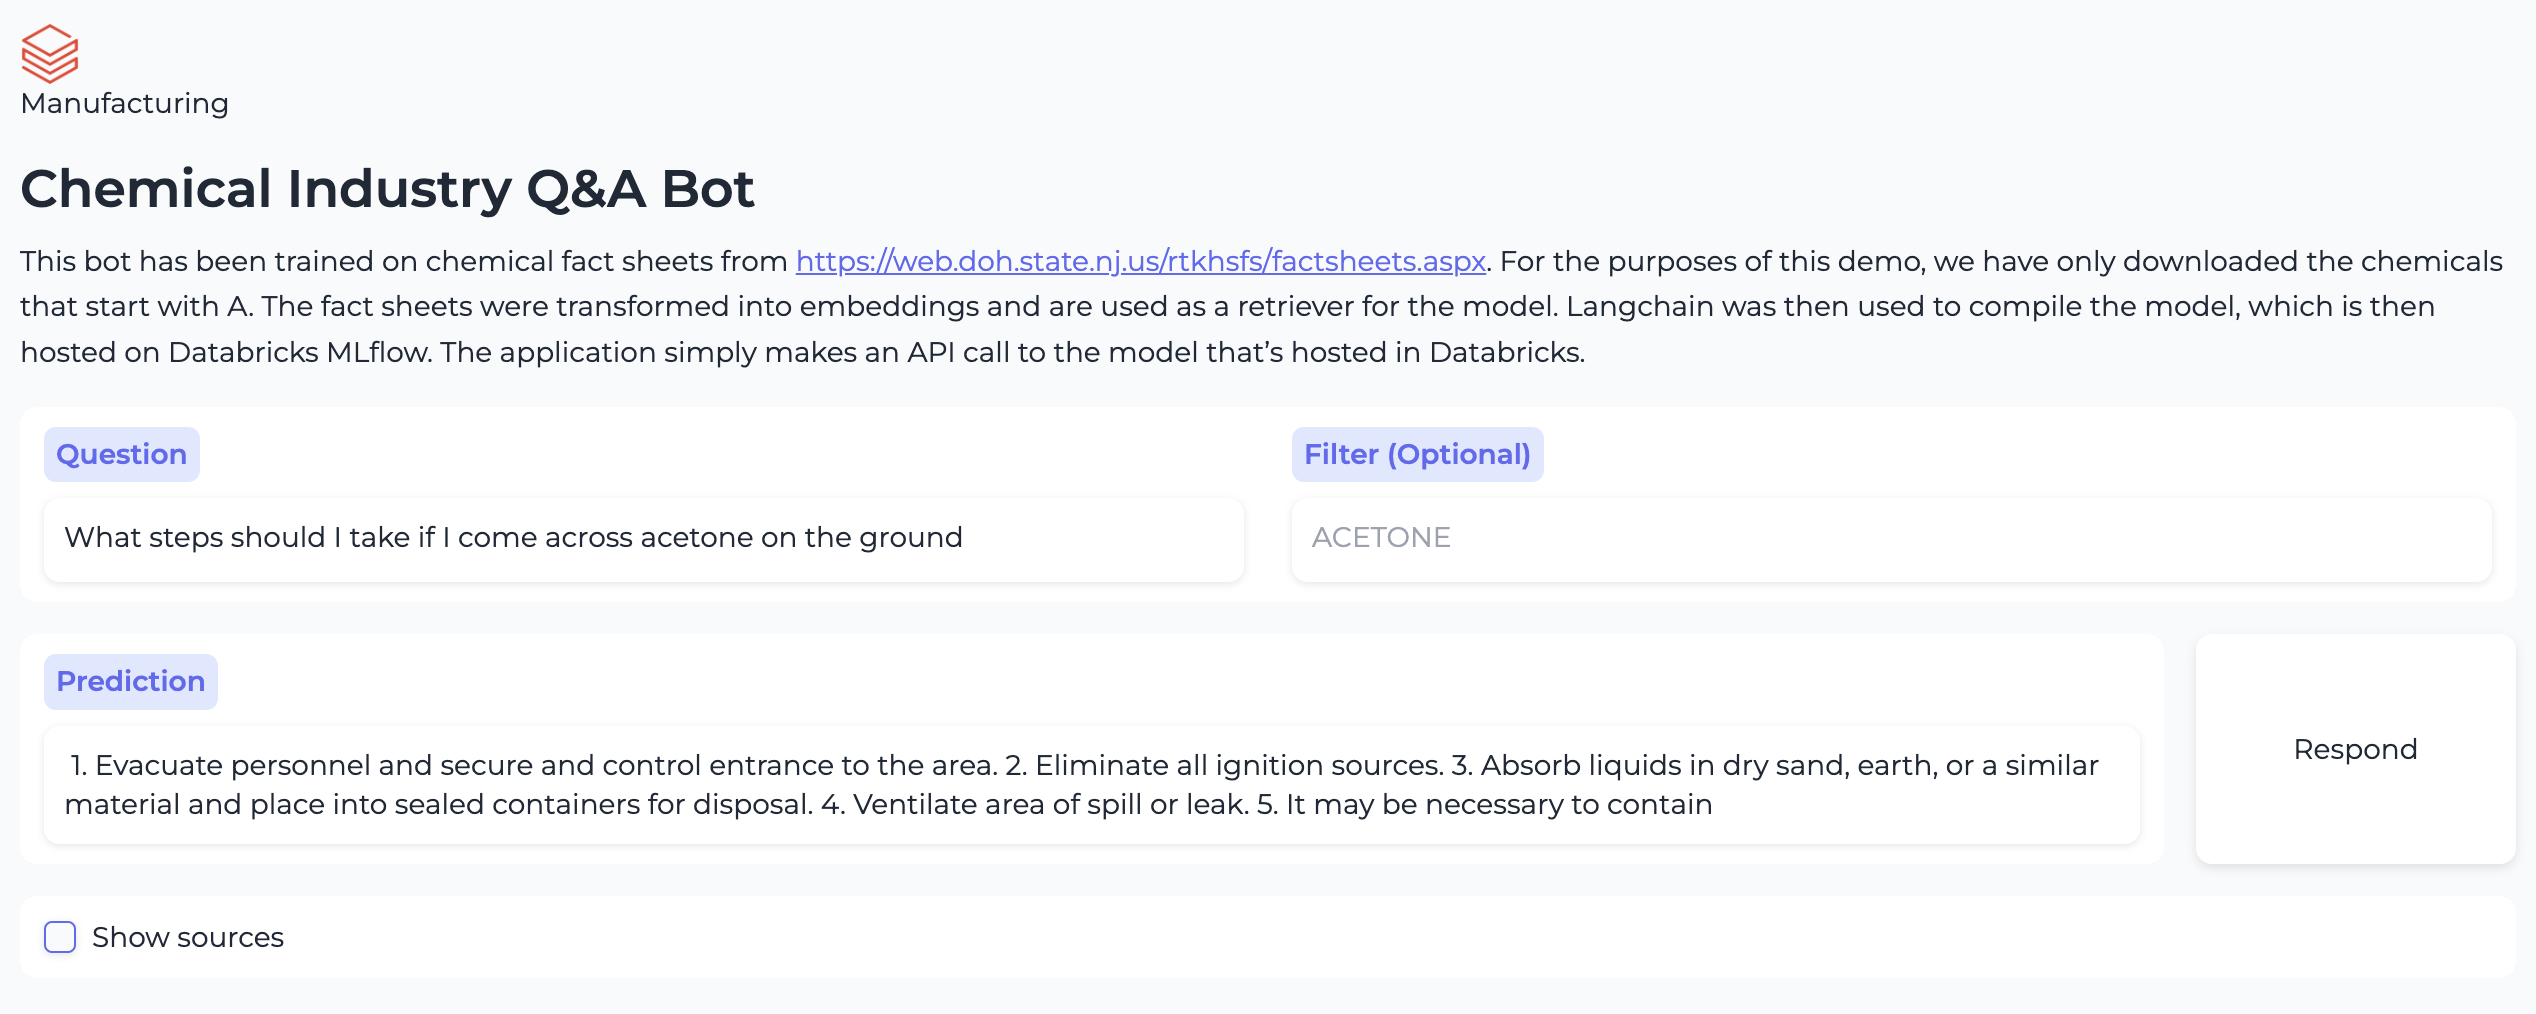 Manufacturing
Chemical Industry Q&A Bot
This bot has been trained on chemical fact sheets from https://web.doh.state.nj.us/rtkhsfs/factsheets.aspx. For the purposes of this demo, we have only downloaded the chemicals
that start with A. The fact sheets were transformed into embeddings and are used as a retriever for the model. Langchain was then used to compile the model, which is then
hosted on Databricks MLflow. The application simply makes an API call to the model that’s hosted in Databricks.
Question
What steps should I take if I come across acetone on the ground
Filter (Optional)
ACETONE
Prediction
1. Evacuate personnel and secure and control entrance to the area. 2. Eliminate all ignition sources. 3. Absorb liquids in dry sand, earth, or a similar
material and place into sealed containers for disposal. 4. Ventilate area of spill or leak. 5. It may be necessary to contain
Respond
Show sources